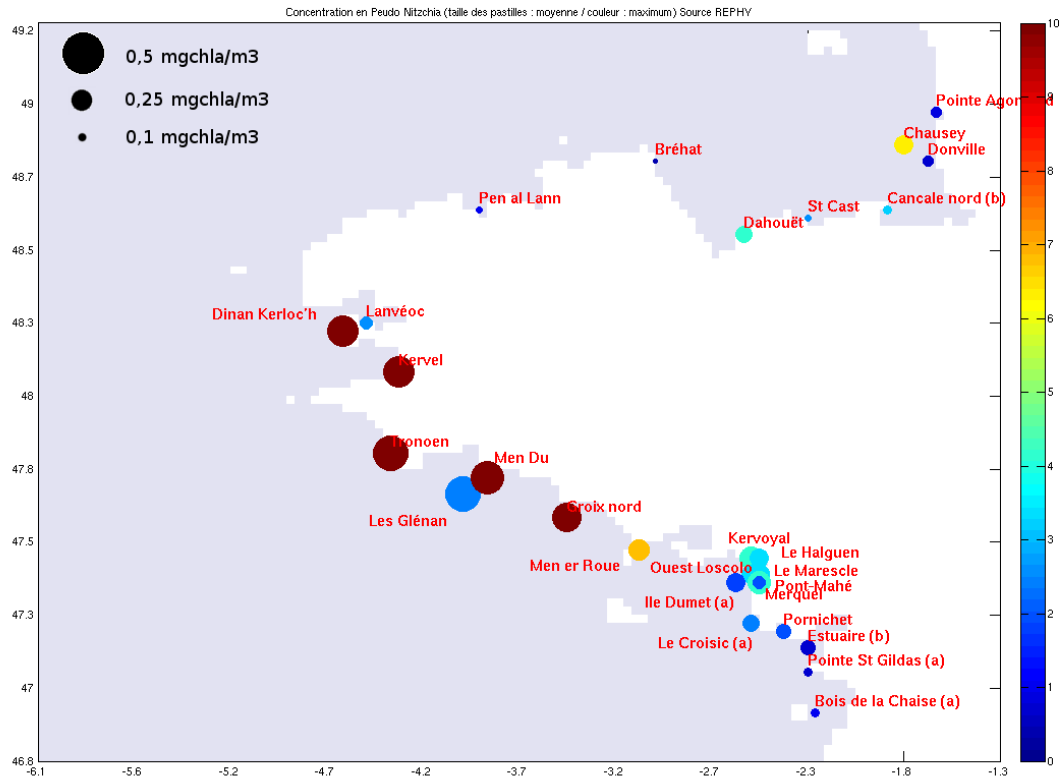 Concentration en Peudo Nitzchia (taille des pastilles : moyenne / couleur : maximum) Source REPHY
49.2
49
48.7
48.5
48.3
48
47.8
47.5
47.3
47
46.8
-6.1
-5.6
-5.2
-4.7
-4.2
-3.7
-3.2
-2.7
-2.3
-1.8
-1.3
0,5 mgchla/m3
0,25 mgchla/m3
0,1 mgchla/m3
Chausey
Donville
Bréhat
Pen al Lann
St Cast
Cancale nord (b)
Dahouët
Dinan Kerloc'h
Lanvéoc
Kervel
Tronoen
Men Du
Les Glénan
Groix nord
Men er Roue
Kervoyal
Le Halguen
Ouest Loscolo
Le Marescle
Pont-Mahé
Merquel
Ile Dumet (a)
Le Croisic (a)
Pornichet
Estuaire (b)
Pointe St Gildas (a)
Bois de la Chaise (a)
Pointe
10
9
8
7
6
5
4
3
2
1
0